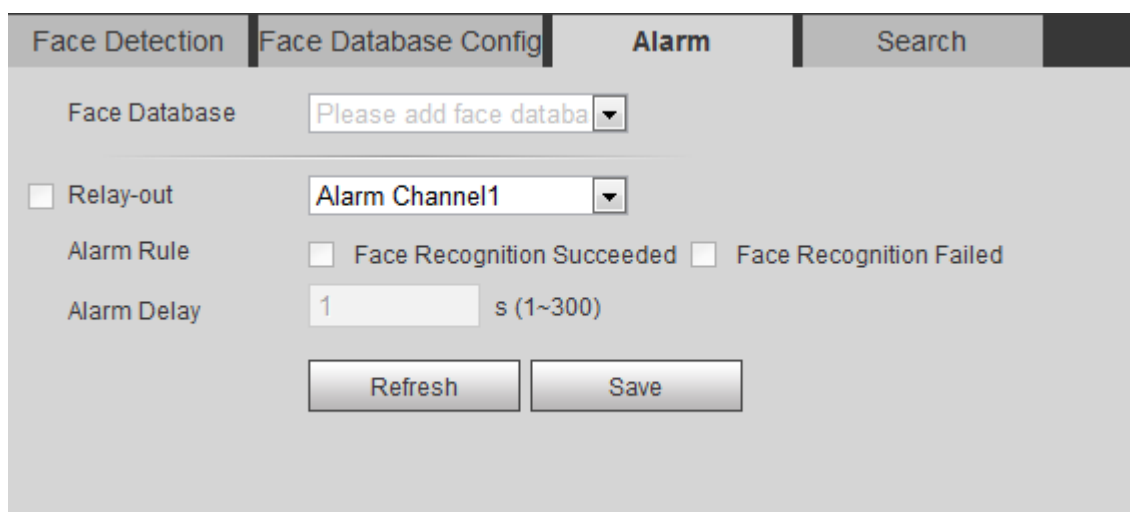 Face Detection Face Database Config Alarm Search
Face Database Please add face databa
Relay-out Alarm Channel1
Alarm Rule Face Recognition Succeeded Face Recognition Failed
Alarm Delay 1 s (1~300)
Refresh Save